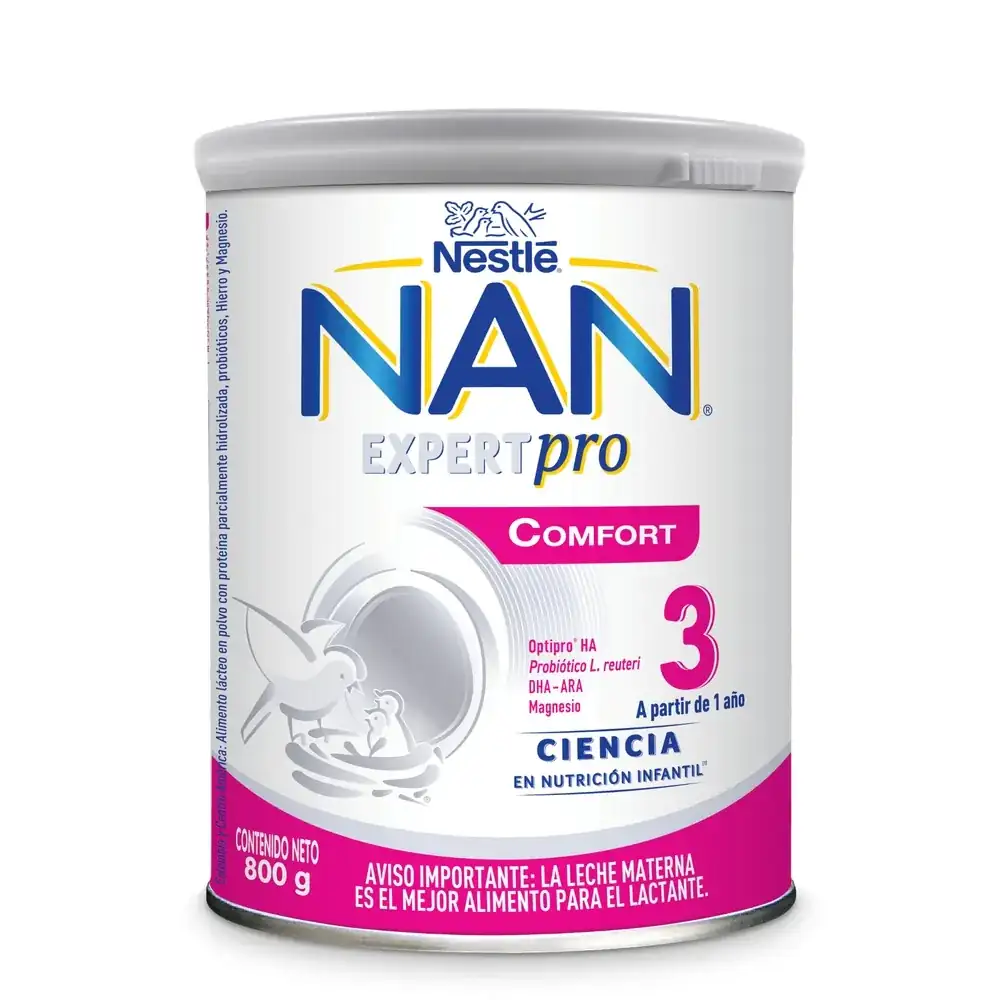 Nestlé®
NAN®
EXPERTpro
COMFORT
3
Optipro® HA
Probiótico L. reuteri
DHA-ARA
Magnesio
A partir de 1 año
CIENCIA
EN NUTRICIÓN INFANTIL™
CONTENIDO NETO
800 g
AVISO IMPORTANTE: LA LECHE MATERNA
ES EL MEJOR ALIMENTO PARA EL LACTANTE.
Alimento lácteo en polvo con proteína parcialmente hidrolizada, probióticos, Hierro y Magnesio.